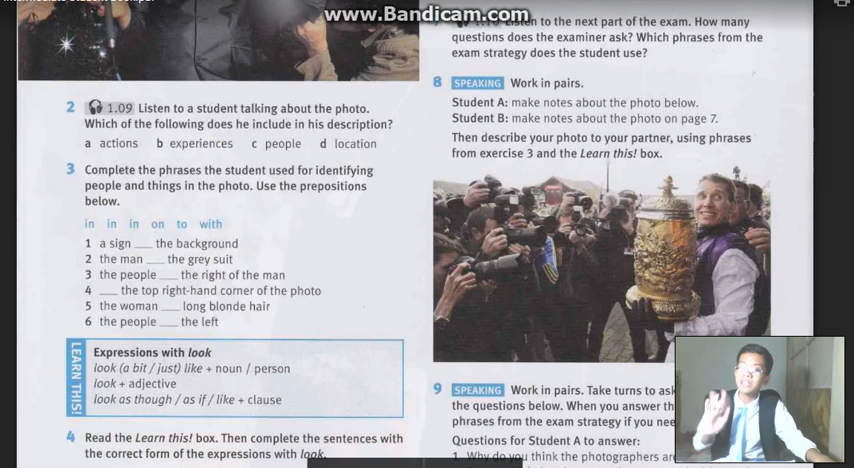 www.Bandicam.com
2 1.09 Listen to a student talking about the photo.
Which of the following does he include in his description?
a actions b experiences c people d location
3 Complete the phrases the student used for identifying
people and things in the photo. Use the prepositions
below.
in in in on to with
1 a sign ___ the background
2 the man ___ the grey suit
3 the people ___ the right of the man
4 ___ the top right-hand corner of the photo
5 the woman ___ long blonde hair
6 the people ___ the left
LEARN THIS!
Expressions with look
look (a bit / just) like + noun / person
look + adjective
look as though / as if / like + clause
4 Read the Learn this! box. Then complete the sentences with
the correct form of the expressions with look.
Listen to the next part of the exam. How many
questions does the examiner ask? Which phrases from the
exam strategy does the student use?
8 SPEAKING Work in pairs.
Student A: make notes about the photo below.
Student B: make notes about the photo on page 7.
Then describe your photo to your partner, using phrases
from exercise 3 and the Learn this! box.
9 SPEAKING Work in pairs. Take turns to ask
the questions below. When you answer
phrases from the exam strategy if you
Questions for Student A to answer:
1 Why do you think the photographers